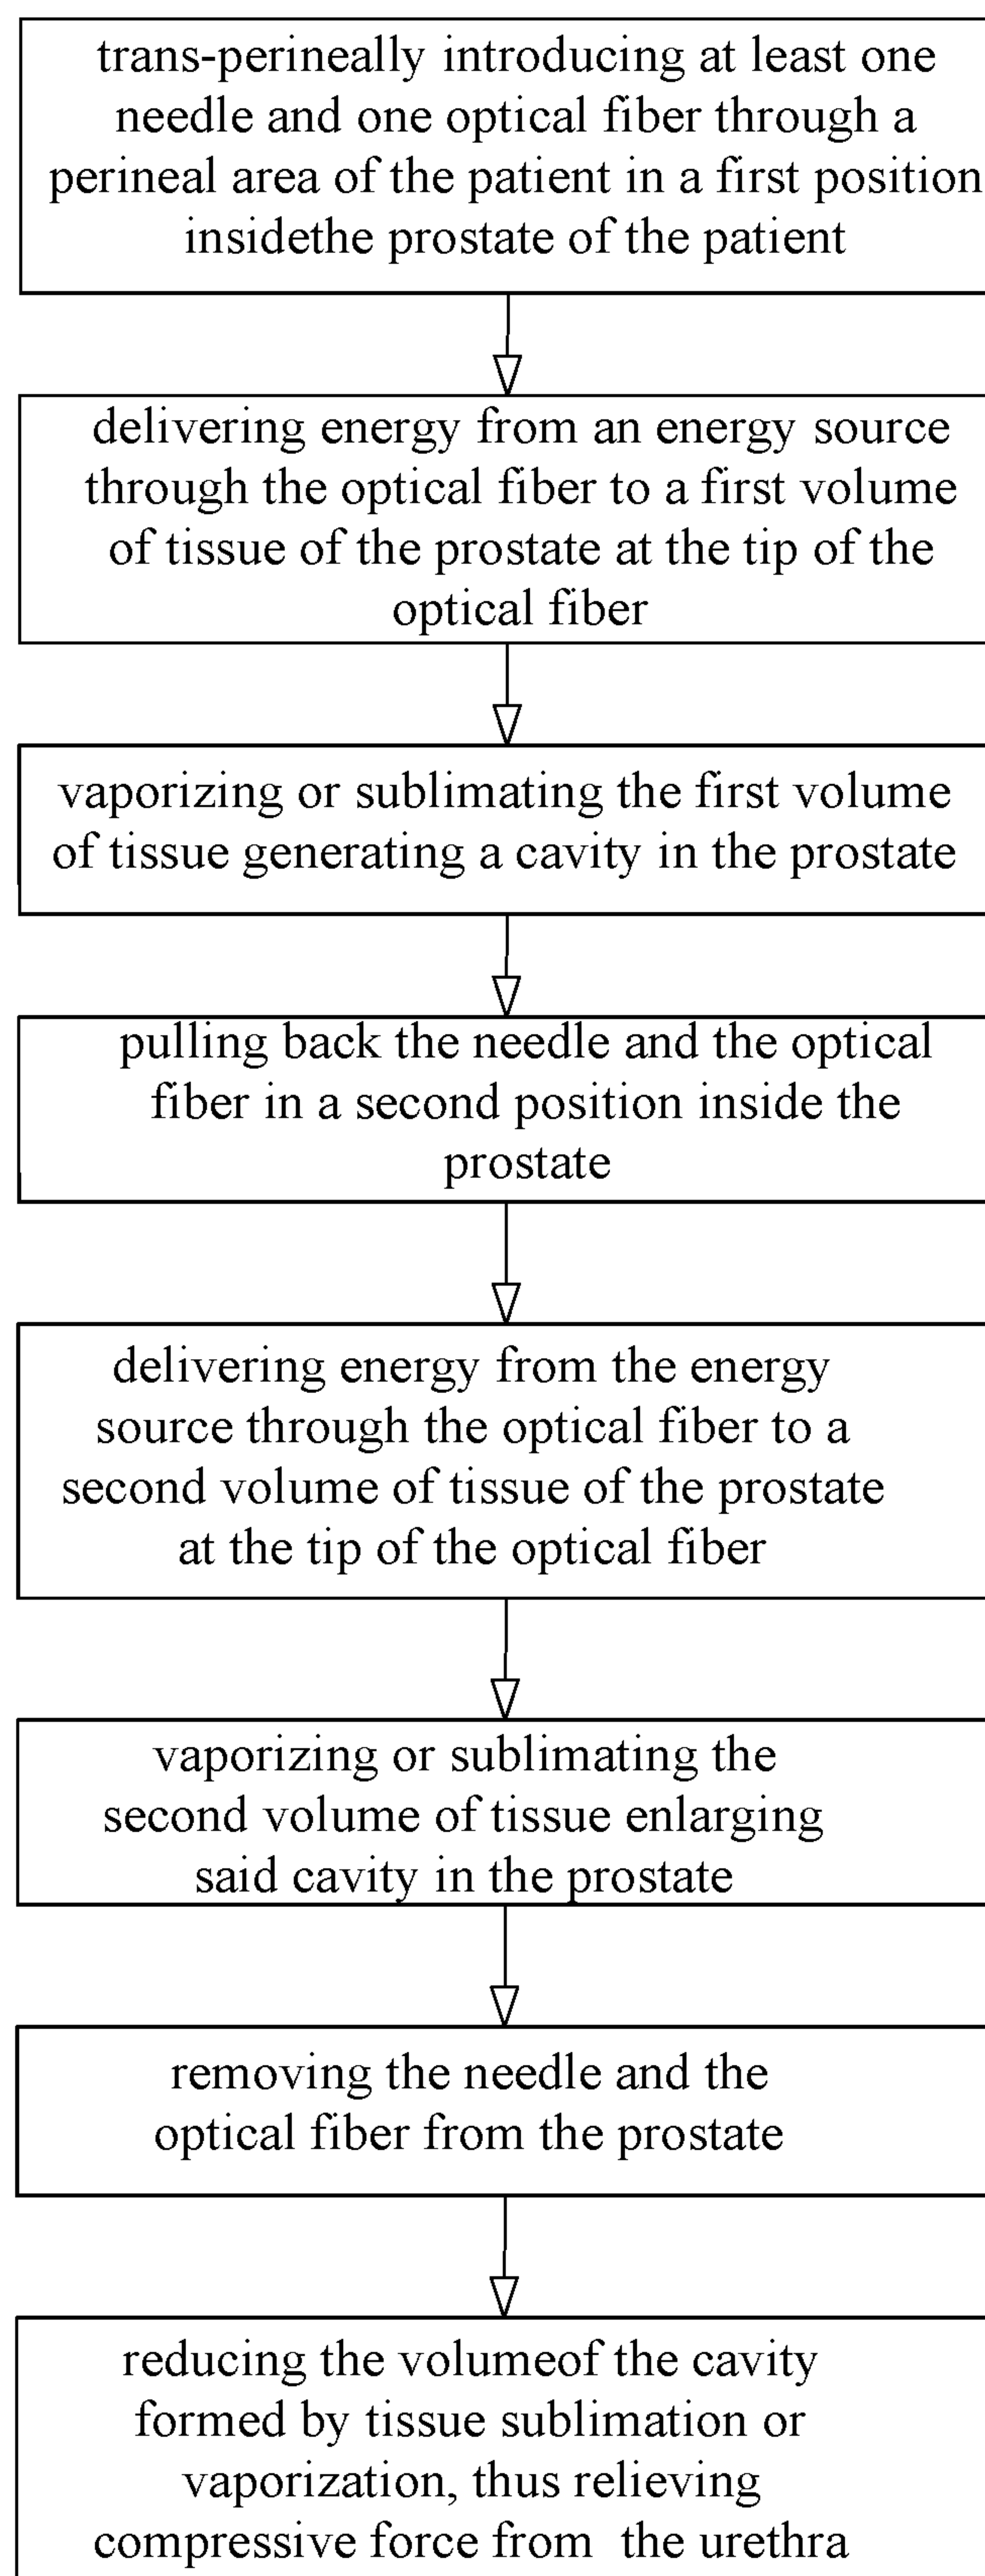 trans-perineally introducing at least one
needle and one optical fiber through a
perineal area of the patient in a first position
insidethe prostate of the patient
delivering energy from an energy source
through the optical fiber to a first volume
of tissue of the prostate at the tip of the
optical fiber
vaporizing or sublimating the first volume
of tissue generating a cavity in the prostate
pulling back the needle and the optical
fiber in a second position inside the
prostate
delivering energy from the energy
source through the optical fiber to a
second volume of tissue of the prostate
at the tip of the optical fiber
vaporizing or sublimating the
second volume of tissue enlarging
said cavity in the prostate
removing the needle and the
optical fiber from the prostate
reducing the volumeof the cavity
formed by tissue sublimation or
vaporization, thus relieving
compressive force from the urethra